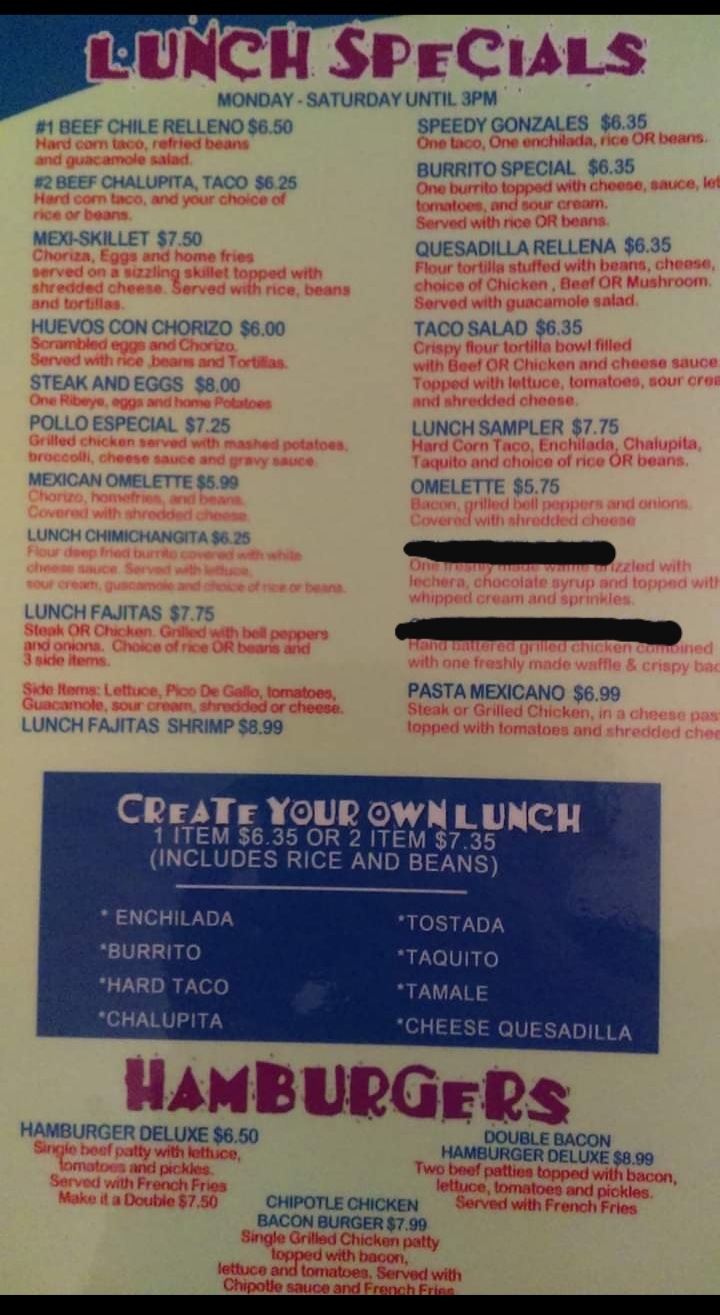 LUNCH SPECIALS
MONDAY - SATURDAY UNTIL 3PM
#1 BEEF CHILE RELLENO $6.50
Hard corn taco, refried beans
and guacamole salad.
#2 BEEF CHALUPITA, TACO $6.25
Hard corn taco, and your choice of
rice or beans.
MEXI-SKILLET $7.50
Choriza, Eggs and home fries
served on a sizzling skillet topped with
shredded cheese. Served with rice, beans
and tortillas.
HUEVOS CON CHORIZO $6.00
Scrambled eggs and Chorizo.
Served with rice ,beans and Tortillas.
STEAK AND EGGS $8.00
One Ribeye, eggs and home Potatoes
POLLO ESPECIAL $7.25
Grilled chicken served with mashed potatoes,
broccolli, cheese sauce and gravy sauce.
MEXICAN OMELETTE $5.99
Chorizo, homefries, and beans.
Covered with shredded cheese.
LUNCH CHIMICHANGITA $6.25
Flour deep fried burrito covered with white
cheese sauce. Served with lettuce,
sour cream, guacamole and choice of rice or beans.
LUNCH FAJITAS $7.75
Steak OR Chicken. Grilled with bell peppers
and onions. Choice of rice OR beans and
3 side items.
Side Items: Lettuce, Pico De Gallo, tomatoes,
Guacamole, sour cream, shredded or cheese.
LUNCH FAJITAS SHRIMP $8.99
SPEEDY GONZALES $6.35
One taco, One enchilada, rice OR beans.
BURRITO SPECIAL $6.35
One burrito topped with cheese, sauce, let
tomatoes, and sour cream.
Served with rice OR beans.
QUESADILLA RELLENA $6.35
Flour tortilla stuffed with beans, cheese,
choice of Chicken , Beef OR Mushroom.
Served with guacamole salad.
TACO SALAD $6.35
Crispy flour tortilla bowl filled
with Beef OR Chicken and cheese sauce.
Topped with lettuce, tomatoes, sour crea
and shredded cheese.
LUNCH SAMPLER $7.75
Hard Corn Taco, Enchilada, Chalupita,
Taquito and choice of rice OR beans.
OMELETTE $5.75
Bacon, grilled bell peppers and onions.
Covered with shredded cheese
One freshly made waffle drizzled with
lechera, chocolate syrup and topped with
whipped cream and sprinkles.
Hand battered grilled chicken combined
with one freshly made waffle & crispy bac
PASTA MEXICANO $6.99
Steak or Grilled Chicken, in a cheese pas
topped with tomatoes and shredded chee
CREATE YOUR OWN LUNCH
1 ITEM $6.35 OR 2 ITEM $7.35
(INCLUDES RICE AND BEANS)
* ENCHILADA
*BURRITO
*HARD TACO
*CHALUPITA
*TOSTADA
*TAQUITO
*TAMALE
*CHEESE QUESADILLA
HAMBURGERS
HAMBURGER DELUXE $6.50
Single beef patty with lettuce,
tomatoes and pickles.
Served with French Fries
Make it a Double $7.50
CHIPOTLE CHICKEN
BACON BURGER $7.99
Single Grilled Chicken patty
topped with bacon,
lettuce and tomatoes. Served with
Chipotle sauce and French Fries
DOUBLE BACON
HAMBURGER DELUXE $8.99
Two beef patties topped with bacon,
lettuce, tomatoes and pickles.
Served with French Fries